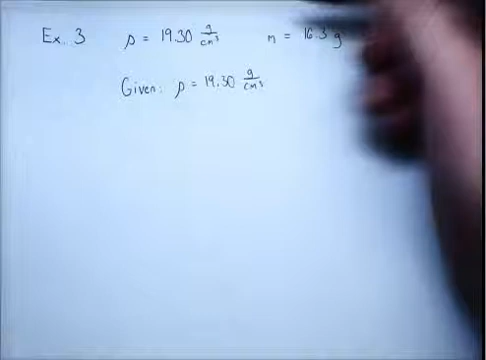 Ex. 3 ρ = 19.30 g/cm³ m = 16.3 g
Given: ρ = 19.30 g/cm³